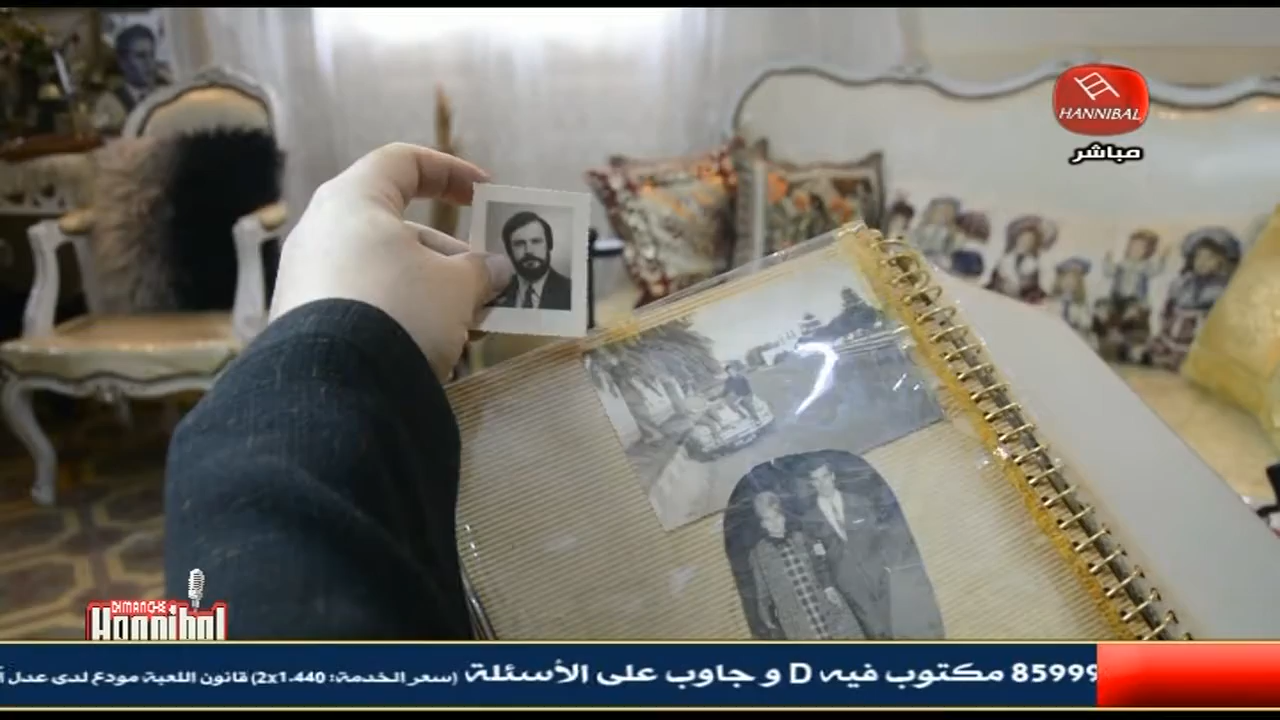 HANNIBAL
مباشر
DIMANCHE
Hannibal
85999 مكتوب فيه D و جاوب على الأسئلة (سعر الخدمة: 2x1.440) قانون اللعبة مودع لدى عدل